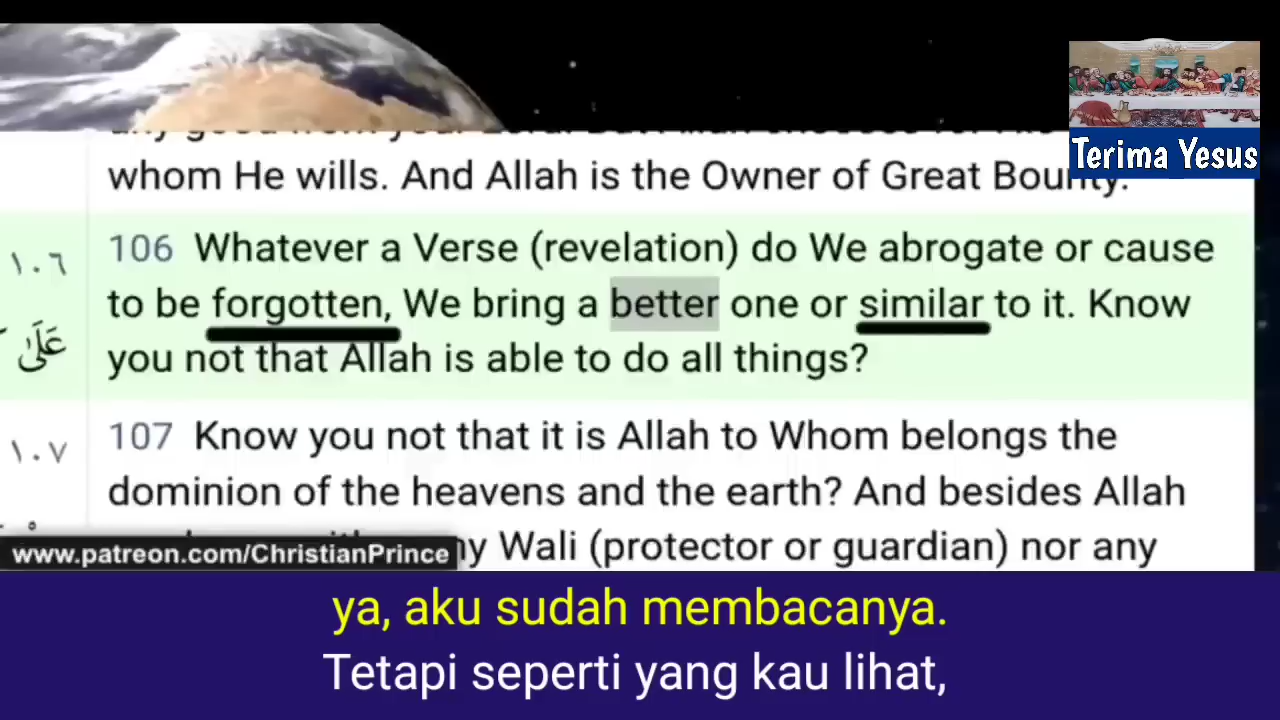 Terima Yesus
whom He wills. And Allah is the Owner of Great Bounty.
١٠٦ 106 Whatever a Verse (revelation) do We abrogate or cause
to be forgotten, We bring a better one or similar to it. Know
عَلَىٰ you not that Allah is able to do all things?
١٠٧ 107 Know you not that it is Allah to Whom belongs the
dominion of the heavens and the earth? And besides Allah
Wali (protector or guardian) nor any
www.patreon.com/ChristianPrince
ya, aku sudah membacanya.
Tetapi seperti yang kau lihat,